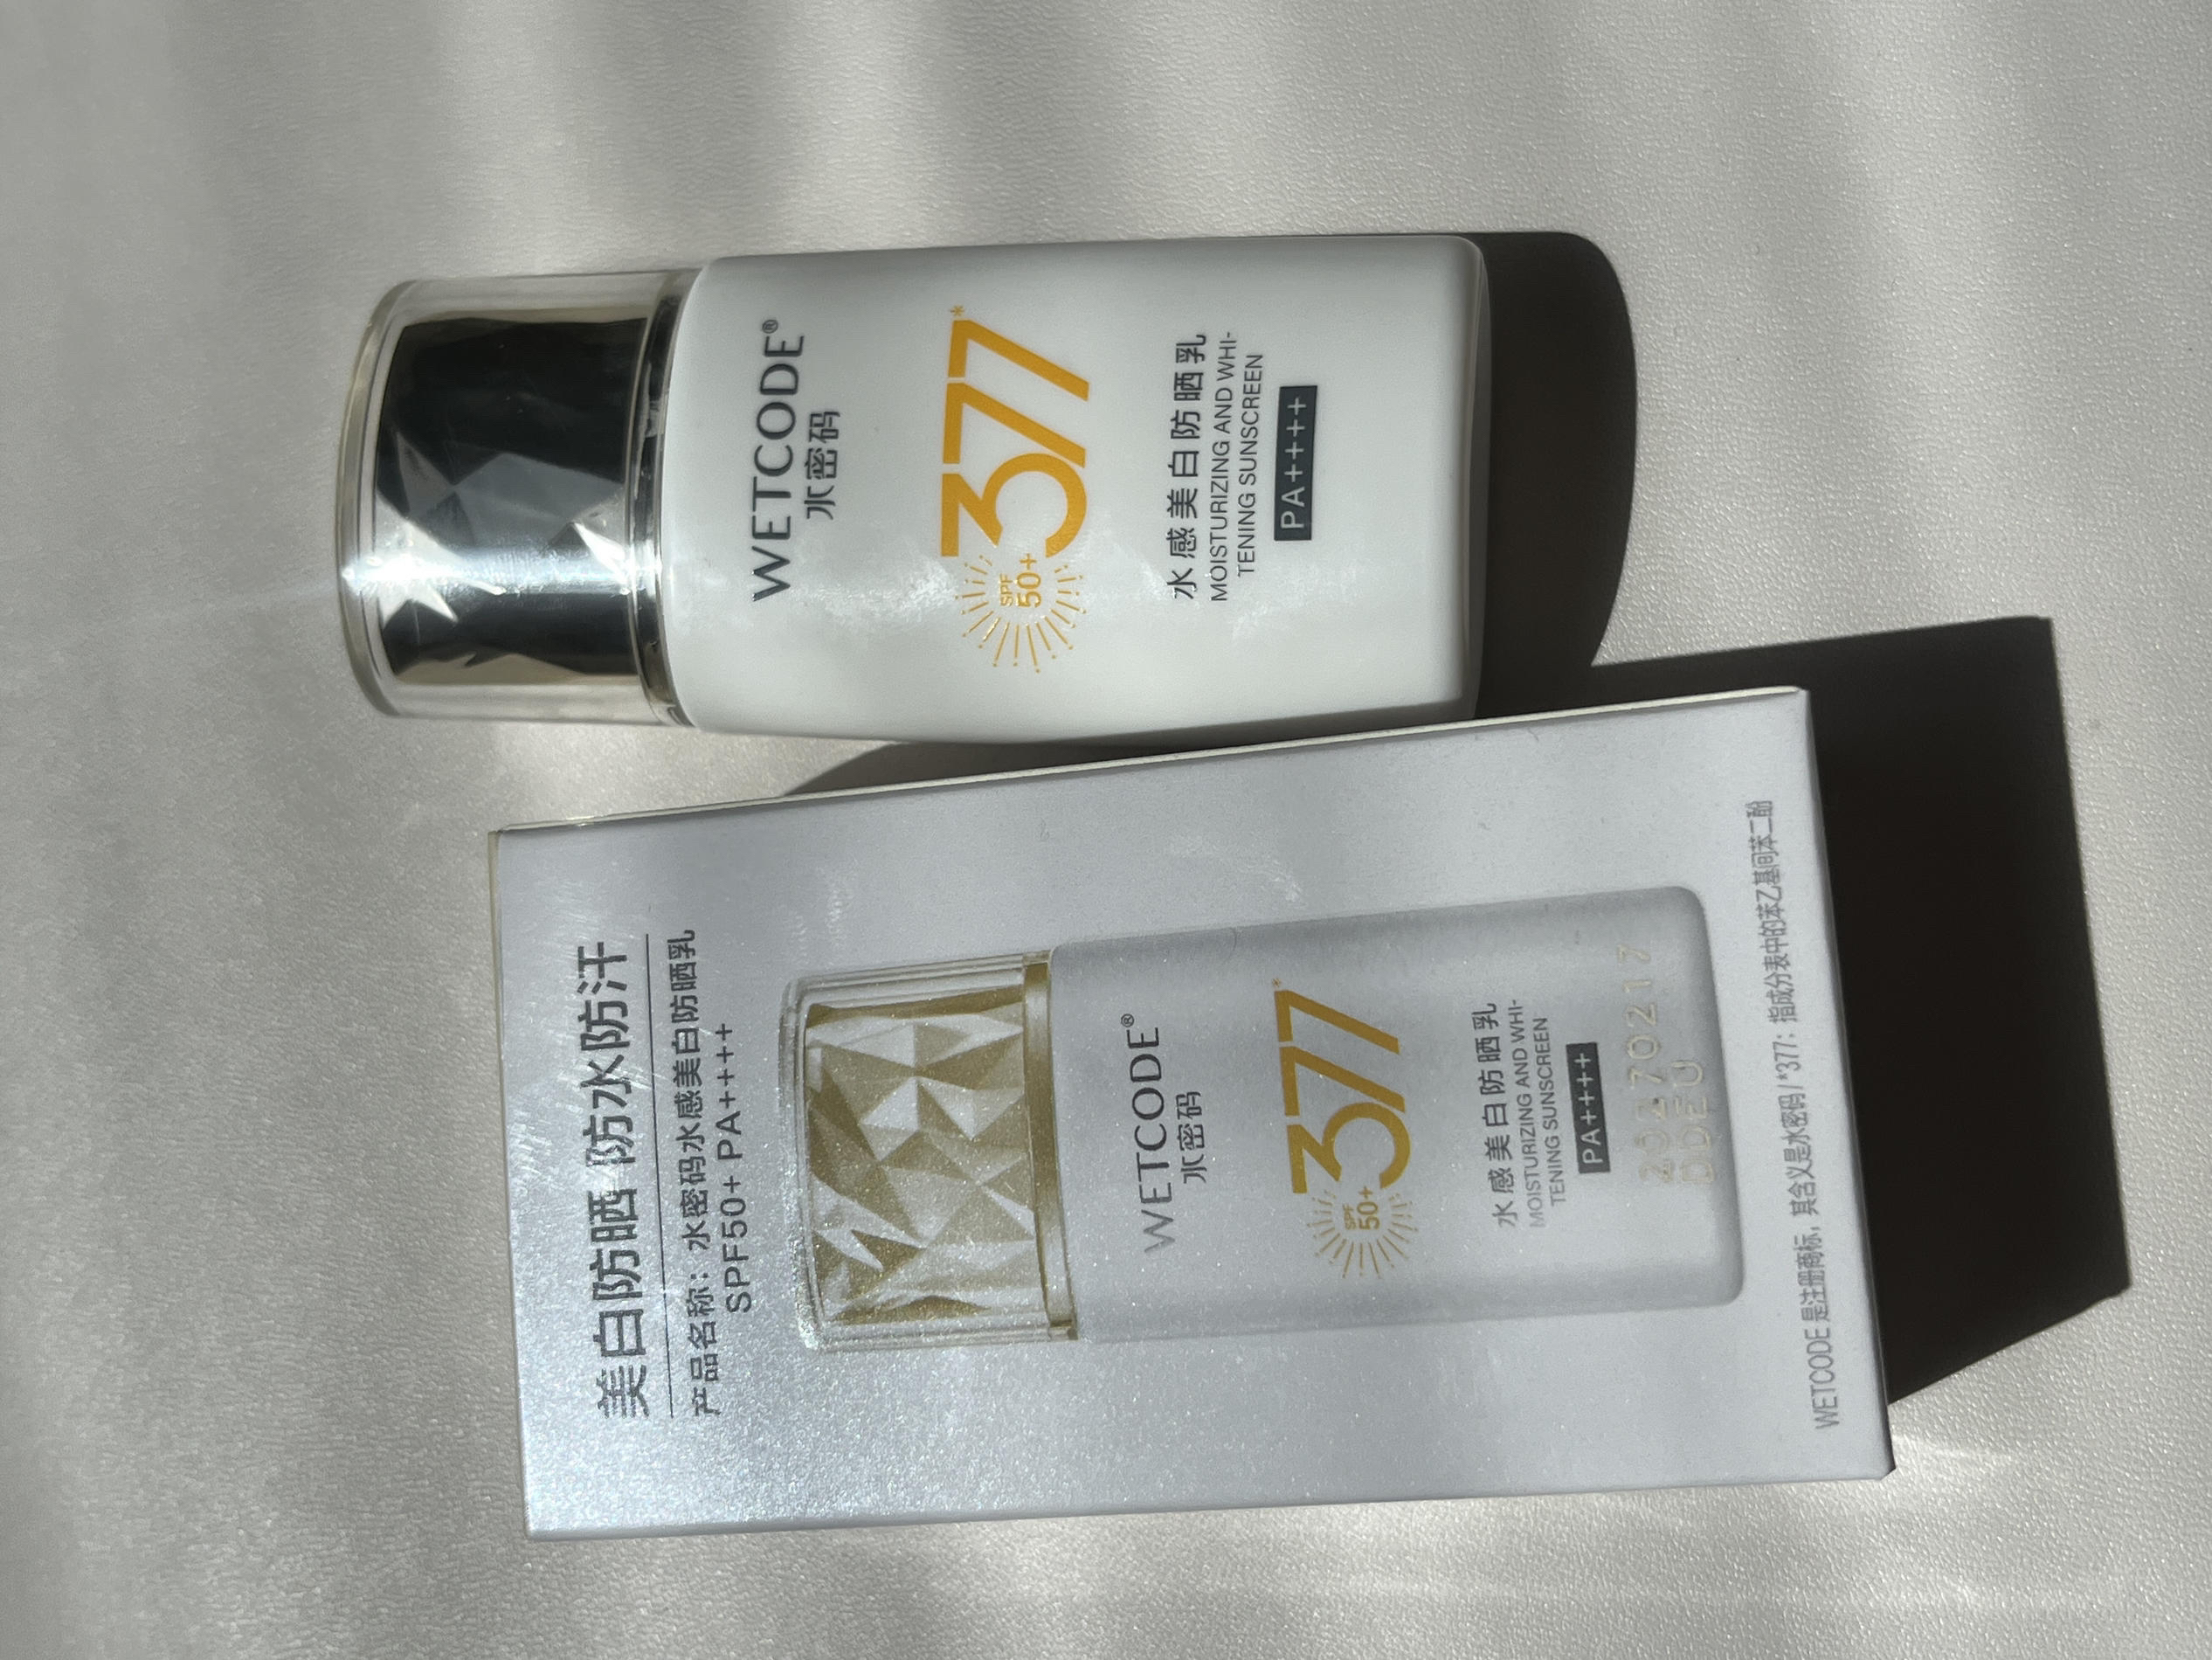 WETCODE®
水密码
377*
SPF
50+
水感美白防晒乳
MOISTURIZING AND WHI-
TENING SUNSCREEN
PA++++
美白防晒 防水防汗
产品名称：水密码水感美白防晒乳
SPF50+ PA++++
WETCODE®
水密码
377*
SPF
50+
水感美白防晒乳
MOISTURIZING AND WHI-
TENING SUNSCREEN
PA++++
20270217
WETCODE 是注册商标，其含义是水密码/*377：指成分表中的苯乙基间苯二酚